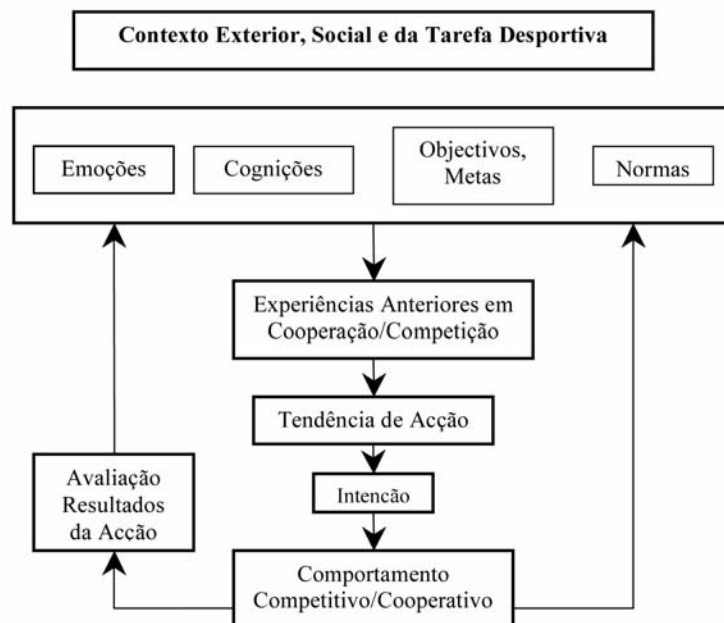 Contexto Exterior, Social e da Tarefa Desportiva
Emoções
Cognições
Objectivos,
Metas
Normas
Experiências Anteriores em
Cooperação/Competição
Tendência de Acção
Avaliação
Resultados
da Acção
Intencão
Comportamento
Competitivo/Cooperativo